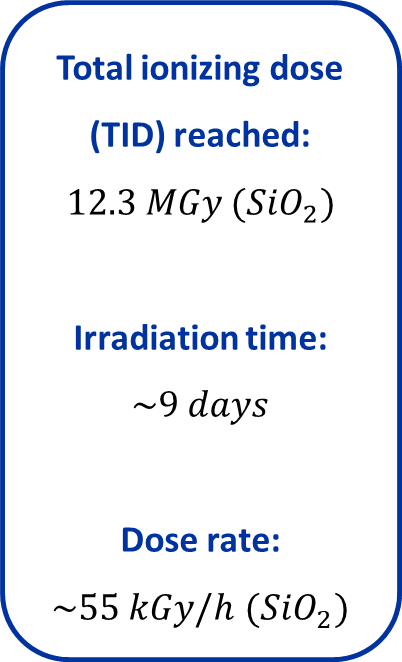 Total ionizing dose
(TID) reached:
12.3 MGy (SiO₂)
Irradiation time:
~9 days
Dose rate:
~55 kGy/h (SiO₂)